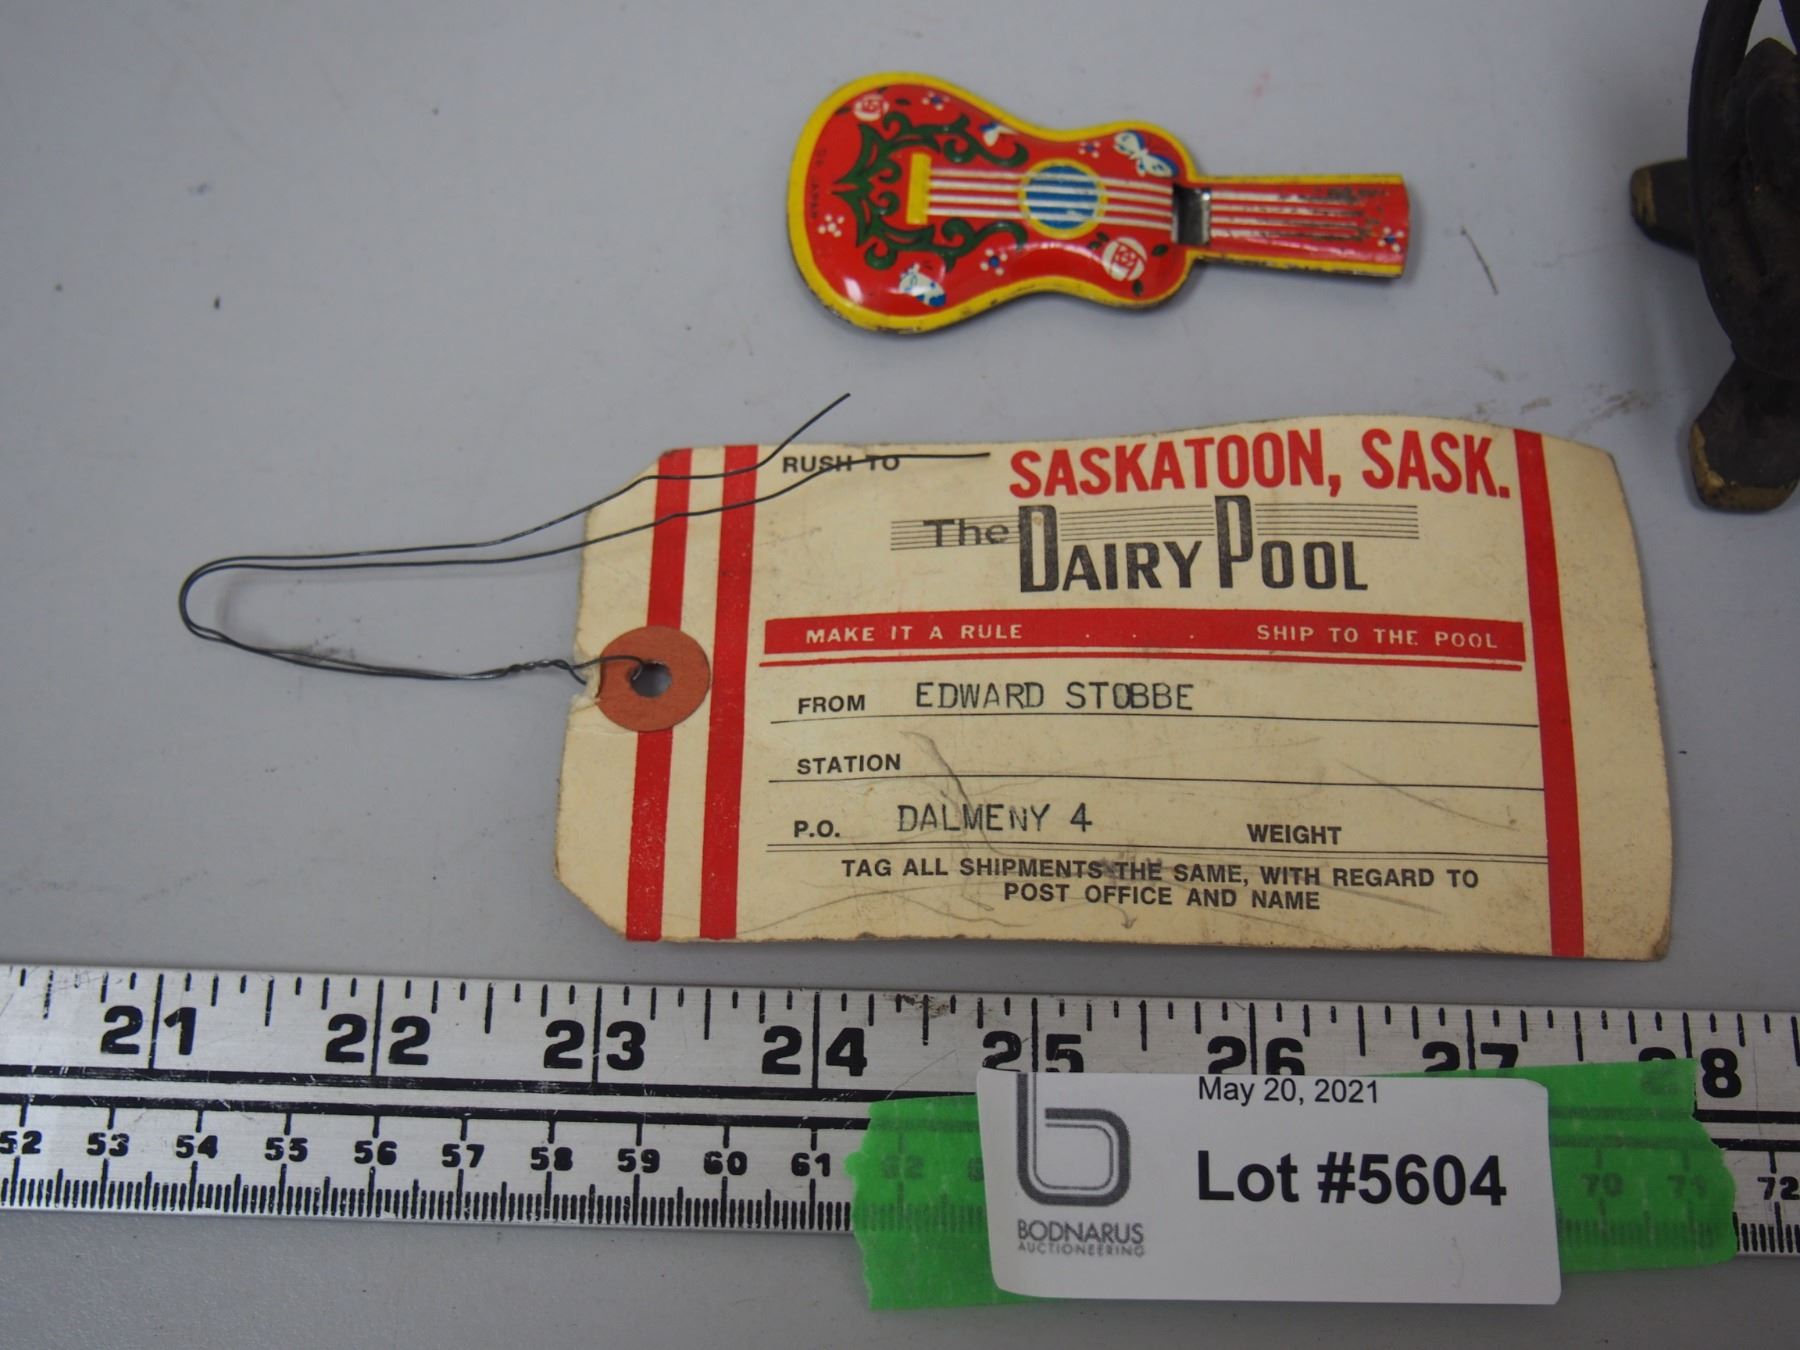 RUSH TO SASKATOON, SASK.
The DAIRY POOL
MAKE IT A RULE . . . SHIP TO THE POOL
FROM EDWARD STOBBE
STATION
P.O. DALMENY 4 WEIGHT
TAG ALL SHIPMENTS THE SAME, WITH REGARD TO
POST OFFICE AND NAME
21 22 23 24 25 26 27 28
52 53 54 55 56 57 58 59 60 61 62 70 71 72
May 20, 2021
Lot #5604
BODNARUS
AUCTIONEERING